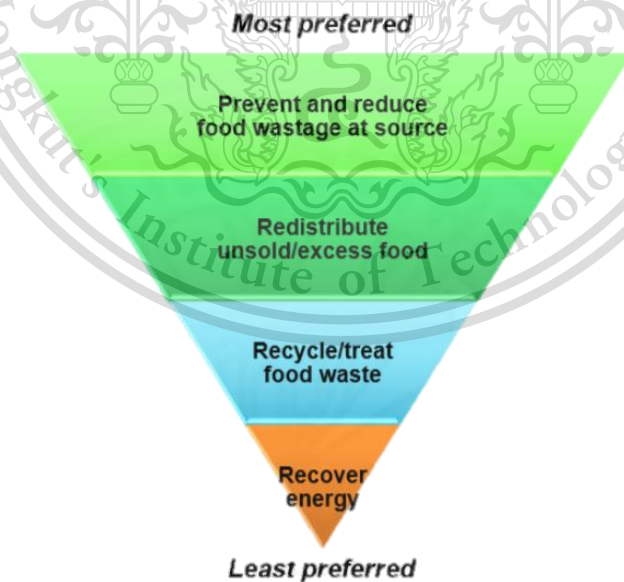 Most preferred
Prevent and reduce
food wastage at source
Redistribute
unsold/excess food
Recycle/treat
food waste
Recover
energy
Least preferred
Institute of Technolog